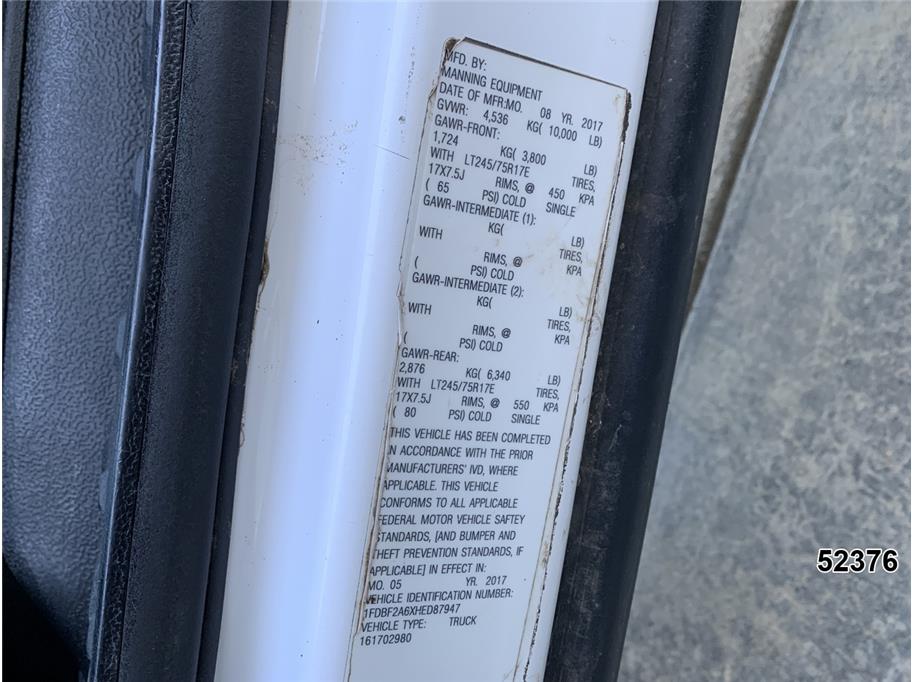 MFD. BY:
MANNING EQUIPMENT
DATE OF MFR:MO. 08 YR. 2017
GVWR: 4,536 KG( 10,000 LB)
GAWR-FRONT:
1,724 KG( 3,800 LB)
WITH LT245/75R17E TIRES,
17X7.5J RIMS, @ 450 KPA
( 65 PSI) COLD SINGLE
GAWR-INTERMEDIATE (1):
KG( LB)
WITH TIRES,
RIMS, @ KPA
( PSI) COLD
GAWR-INTERMEDIATE (2):
KG( LB)
WITH TIRES,
RIMS, @ KPA
( PSI) COLD
GAWR-REAR:
2,876 KG( 6,340 LB)
WITH LT245/75R17E TIRES,
17X7.5J RIMS, @ 550 KPA
( 80 PSI) COLD SINGLE
THIS VEHICLE HAS BEEN COMPLETED
IN ACCORDANCE WITH THE PRIOR
MANUFACTURERS' IVD, WHERE
APPLICABLE. THIS VEHICLE
CONFORMS TO ALL APPLICABLE
FEDERAL MOTOR VEHICLE SAFTEY
STANDARDS, [AND BUMPER AND
THEFT PREVENTION STANDARDS, IF
APPLICABLE] IN EFFECT IN:
MO. 05 YR. 2017
VEHICLE IDENTIFICATION NUMBER:
1FDBF2A6XHED87947
VEHICLE TYPE: TRUCK
161702980
52376